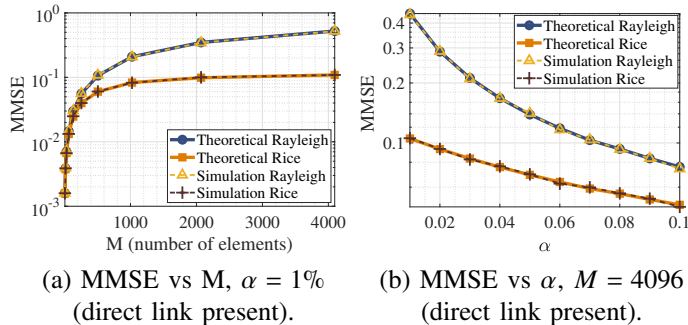 10⁰
10⁻¹
10⁻²
10⁻³
MMSE
Theoretical Rayleigh
Theoretical Rice
Simulation Rayleigh
Simulation Rice
0 1000 2000 3000 4000
M (number of elements)
(a) MMSE vs M, α = 1%
(direct link present).
0.4
0.2
0.1
MMSE
Theoretical Rayleigh
Theoretical Rice
Simulation Rayleigh
Simulation Rice
0.02 0.04 0.06 0.08 0.1
α
(b) MMSE vs α, M = 4096
(direct link present).